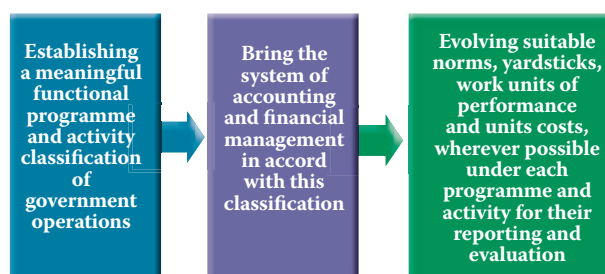 Establishing
a meaningful
functional
programme
and activity
classification
of
government
operations
Bring the
system of
accounting
and financial
management
in accord
with this
classification
Evolving suitable
norms, yardsticks,
work units of
performance
and units costs,
wherever possible
under each
programme and
activity for their
reporting and
evaluation